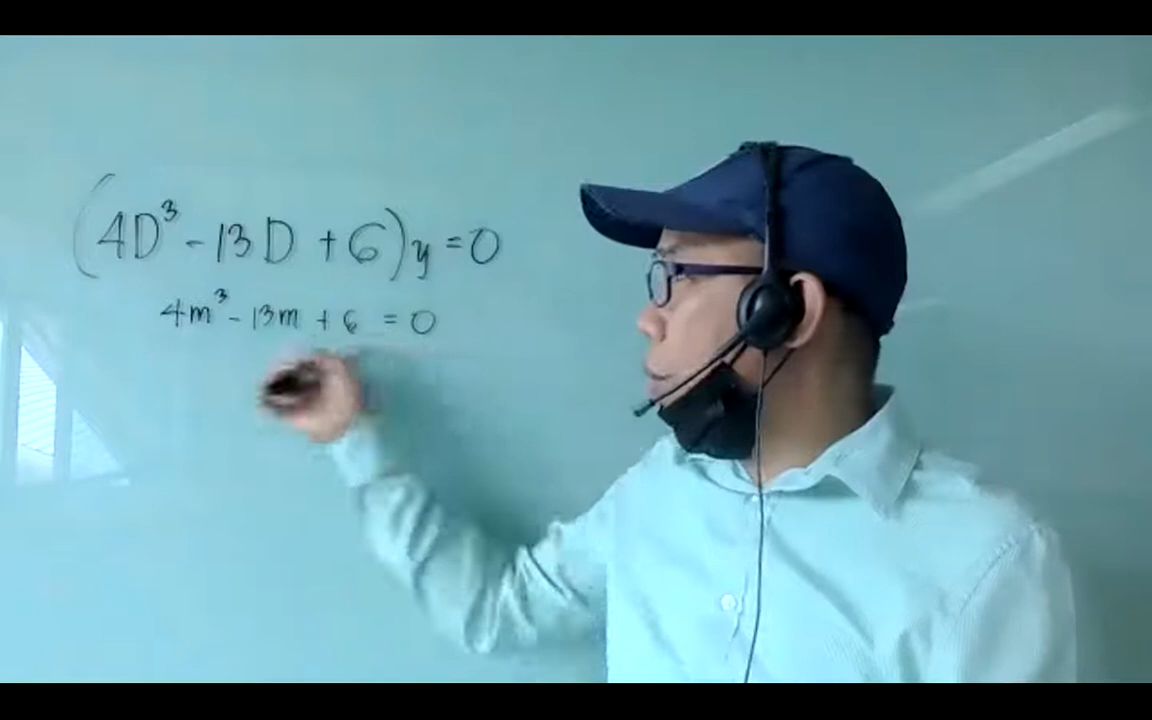 (4D³ - 13D + 6)y = 0
4m³ - 13m + 6 = 0